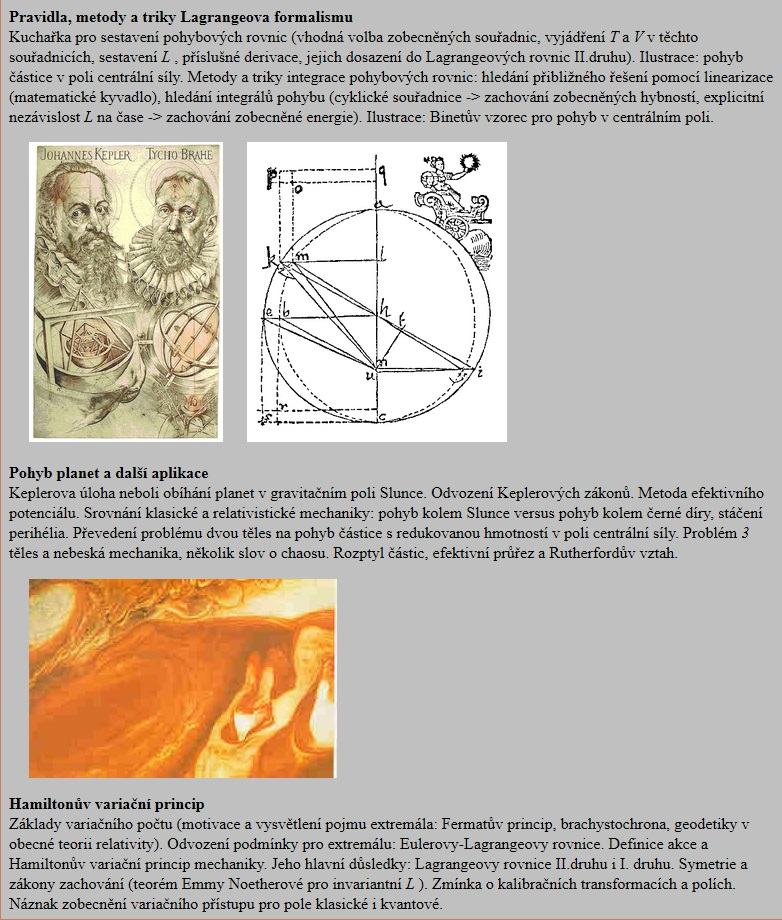 Pravidla, metody a triky Lagrangeova formalismu
Kuchařka pro sestavení pohybových rovnic (vhodná volba zobecněných souřadnic, vyjádření T a V v těchto
souřadnicích, sestavení L , příslušné derivace, jejich dosazení do Lagrangeových rovnic II.druhu). Ilustrace: pohyb
částice v poli centrální síly. Metody a triky integrace pohybových rovnic: hledání přibližného řešení pomocí linearizace
(matematické kyvadlo), hledání integrálů pohybu (cyklické souřadnice -> zachování zobecněných hybností, explicitní
nezávislost L na čase -> zachování zobecněné energie). Ilustrace: Binetův vzorec pro pohyb v centrálním poli.
JOHANNES KEPLER TYCHO BRAHE
p q
o
a
k m l
e b h
t
n
u i
r
s c
Pohyb planet a další aplikace
Keplerova úloha neboli obíhání planet v gravitačním poli Slunce. Odvození Keplerových zákonů. Metoda efektivního
potenciálu. Srovnání klasické a relativistické mechaniky: pohyb kolem Slunce versus pohyb kolem černé díry, stáčení
perihélia. Převedení problému dvou těles na pohyb částice s redukovanou hmotností v poli centrální síly. Problém 3
těles a nebeská mechanika, několik slov o chaosu. Rozptyl částic, efektivní průřez a Rutherfordův vztah.
Hamiltonův variační princip
Základy variačního počtu (motivace a vysvětlení pojmu extremála: Fermatův princip, brachystochrona, geodetiky v
obecné teorii relativity). Odvození podmínky pro extremálu: Eulerovy-Lagrangeovy rovnice. Definice akce a
Hamiltonův variační princip mechaniky. Jeho hlavní důsledky: Lagrangeovy rovnice II.druhu i I. druhu. Symetrie a
zákony zachování (teorém Emmy Noetherové pro invariantní L ). Zmínka o kalibračních transformacích a polích.
Náznak zobecnění variačního přístupu pro pole klasické i kvantové.